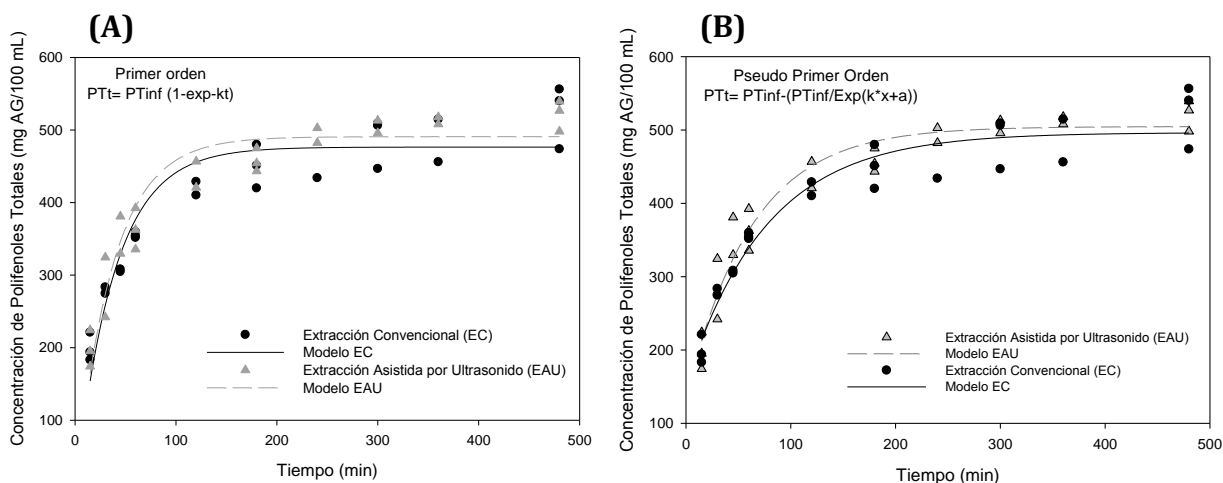 (A)
Concentración de Polifenoles Totales (mg AG/100 mL)
600
500
400
300
200
100
Primer orden
PTt= PTinf (1-exp-kt)
Extracción Convencional (EC)
Modelo EC
Extracción Asistida por Ultrasonido (EAU)
Modelo EAU
0 100 200 300 400 500
Tiempo (min)
(B)
Concentración de Polifenoles Totales (mg AG/100 mL)
600
500
400
300
200
100
Pseudo Primer Orden
PTt= PTinf-(PTinf/Exp(k*x+a))
Extracción Asistida por Ultrasonido (EAU)
Modelo EAU
Extracción Convencional (EC)
Modelo EC
0 100 200 300 400 500
Tiempo (min)